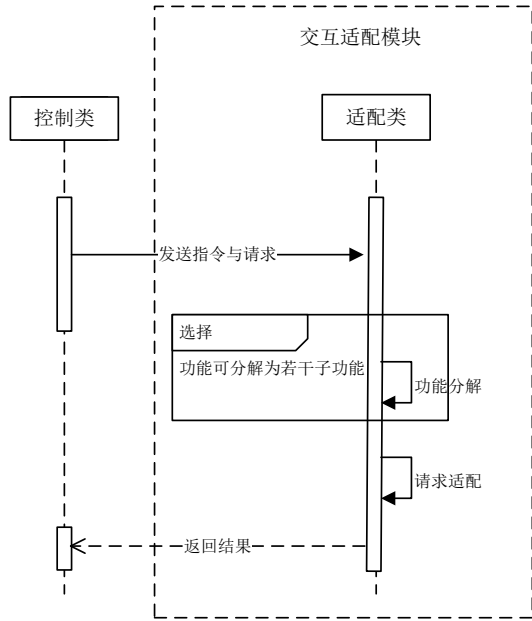 交互适配模块
控制类
适配类
发送指令与请求
选择
功能可分解为若干子功能
功能分解
请求适配
返回结果